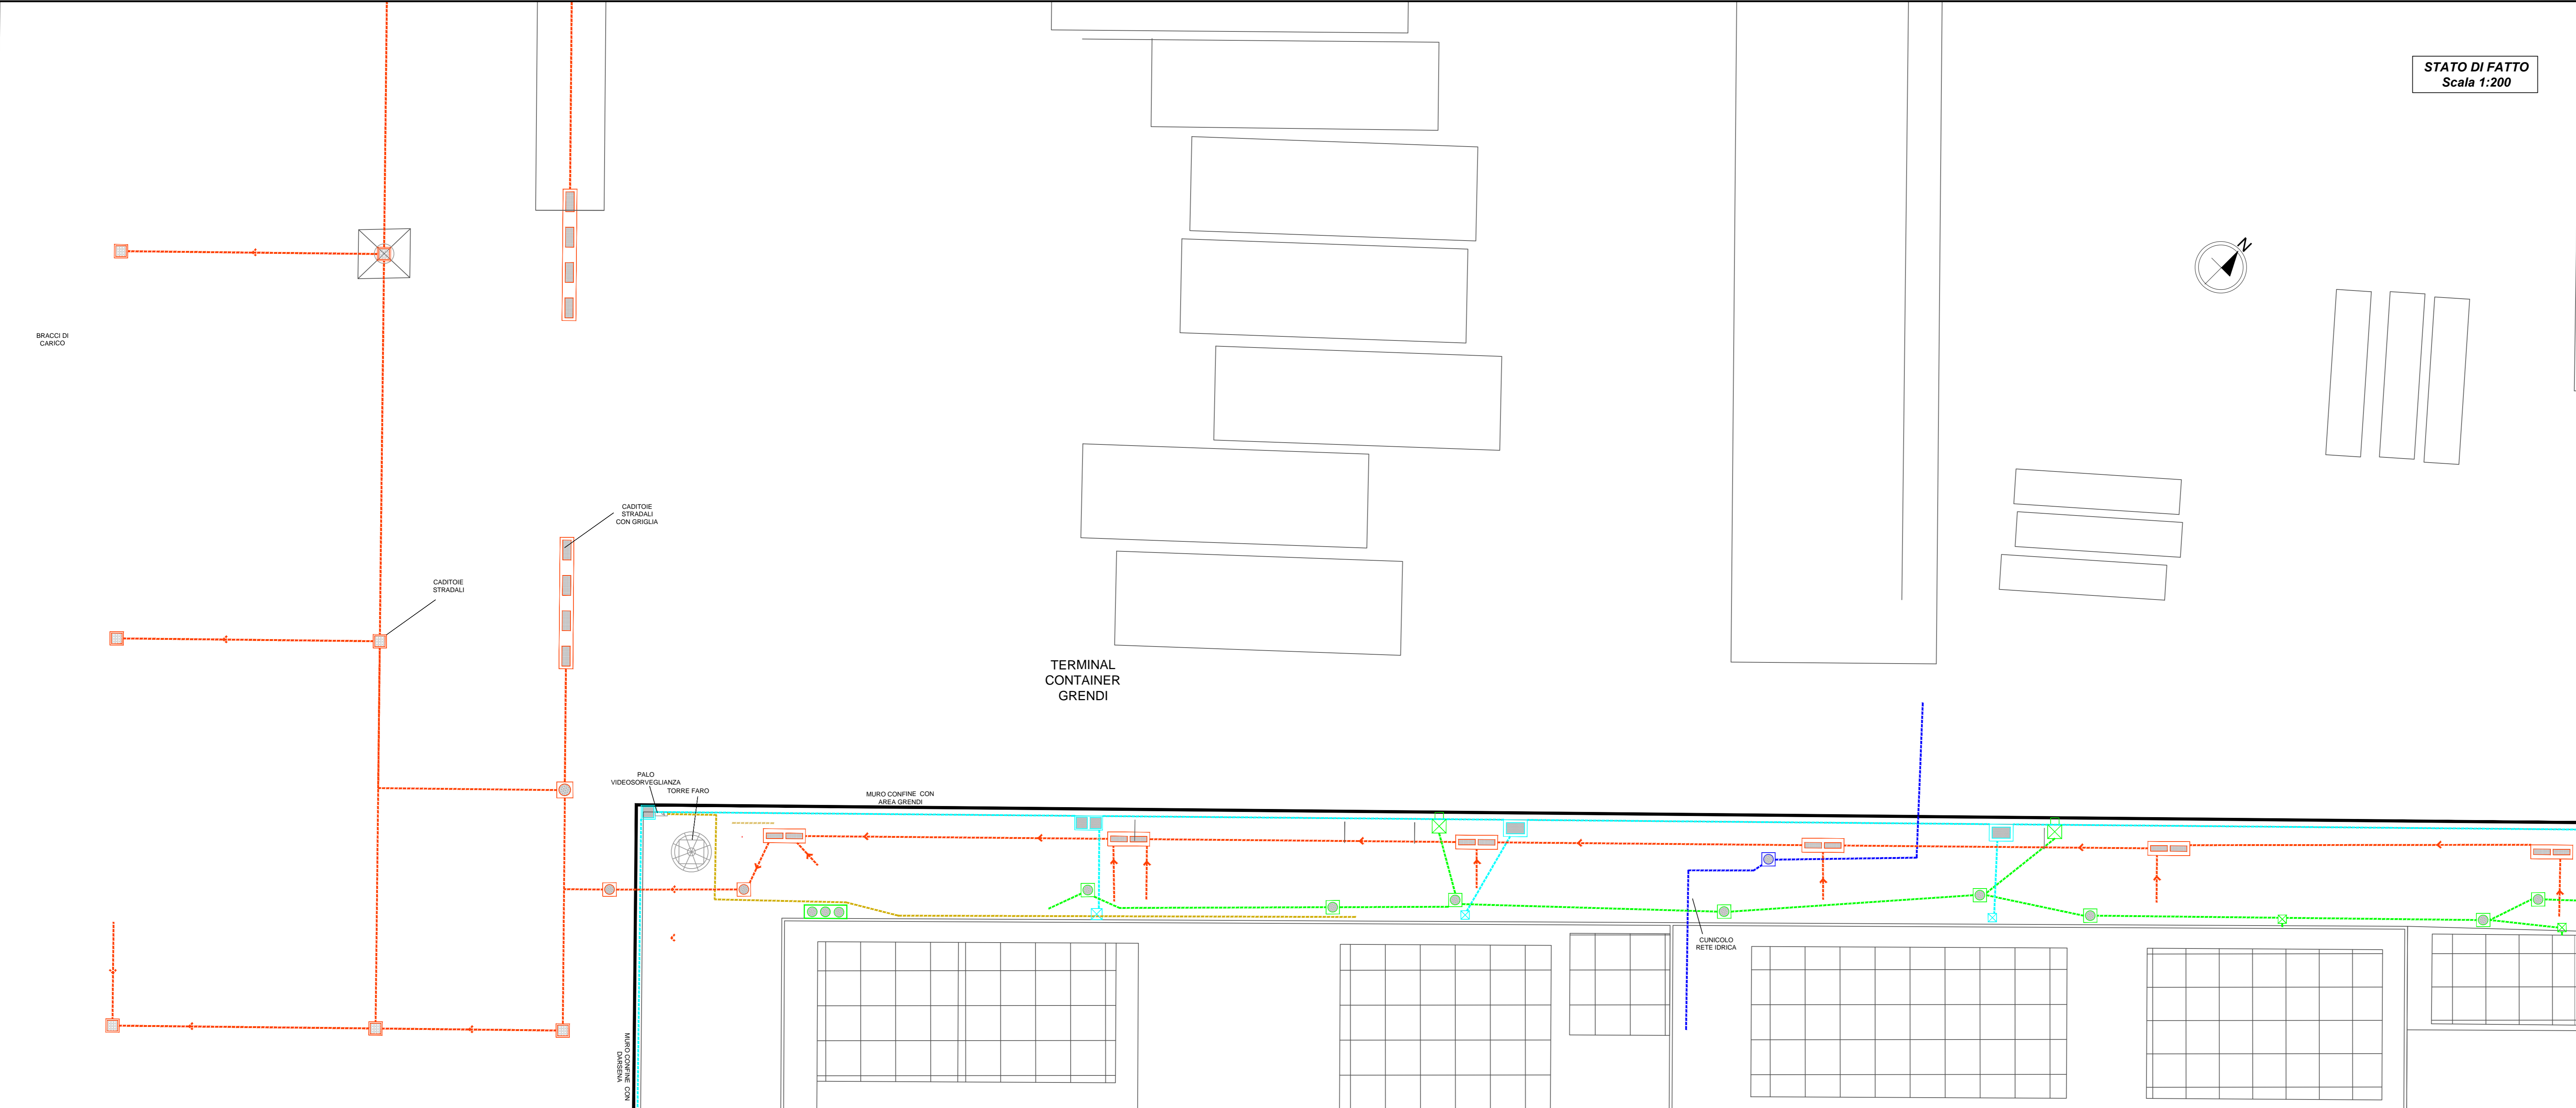 STATO DI FATTO
Scala 1:200
N
BRACCI DI
CARICO
CADITOIE
STRADALI
CON GRIGLIA
CADITOIE
STRADALI
TERMINAL
CONTAINER
GRENDI
PALO
VIDEOSORVEGLIANZA
TORRE FARO
MURO CONFINE CON
AREA GRENDI
CUNICOLO
RETE IDRICA
MURO CONFINE CON
DARSENA